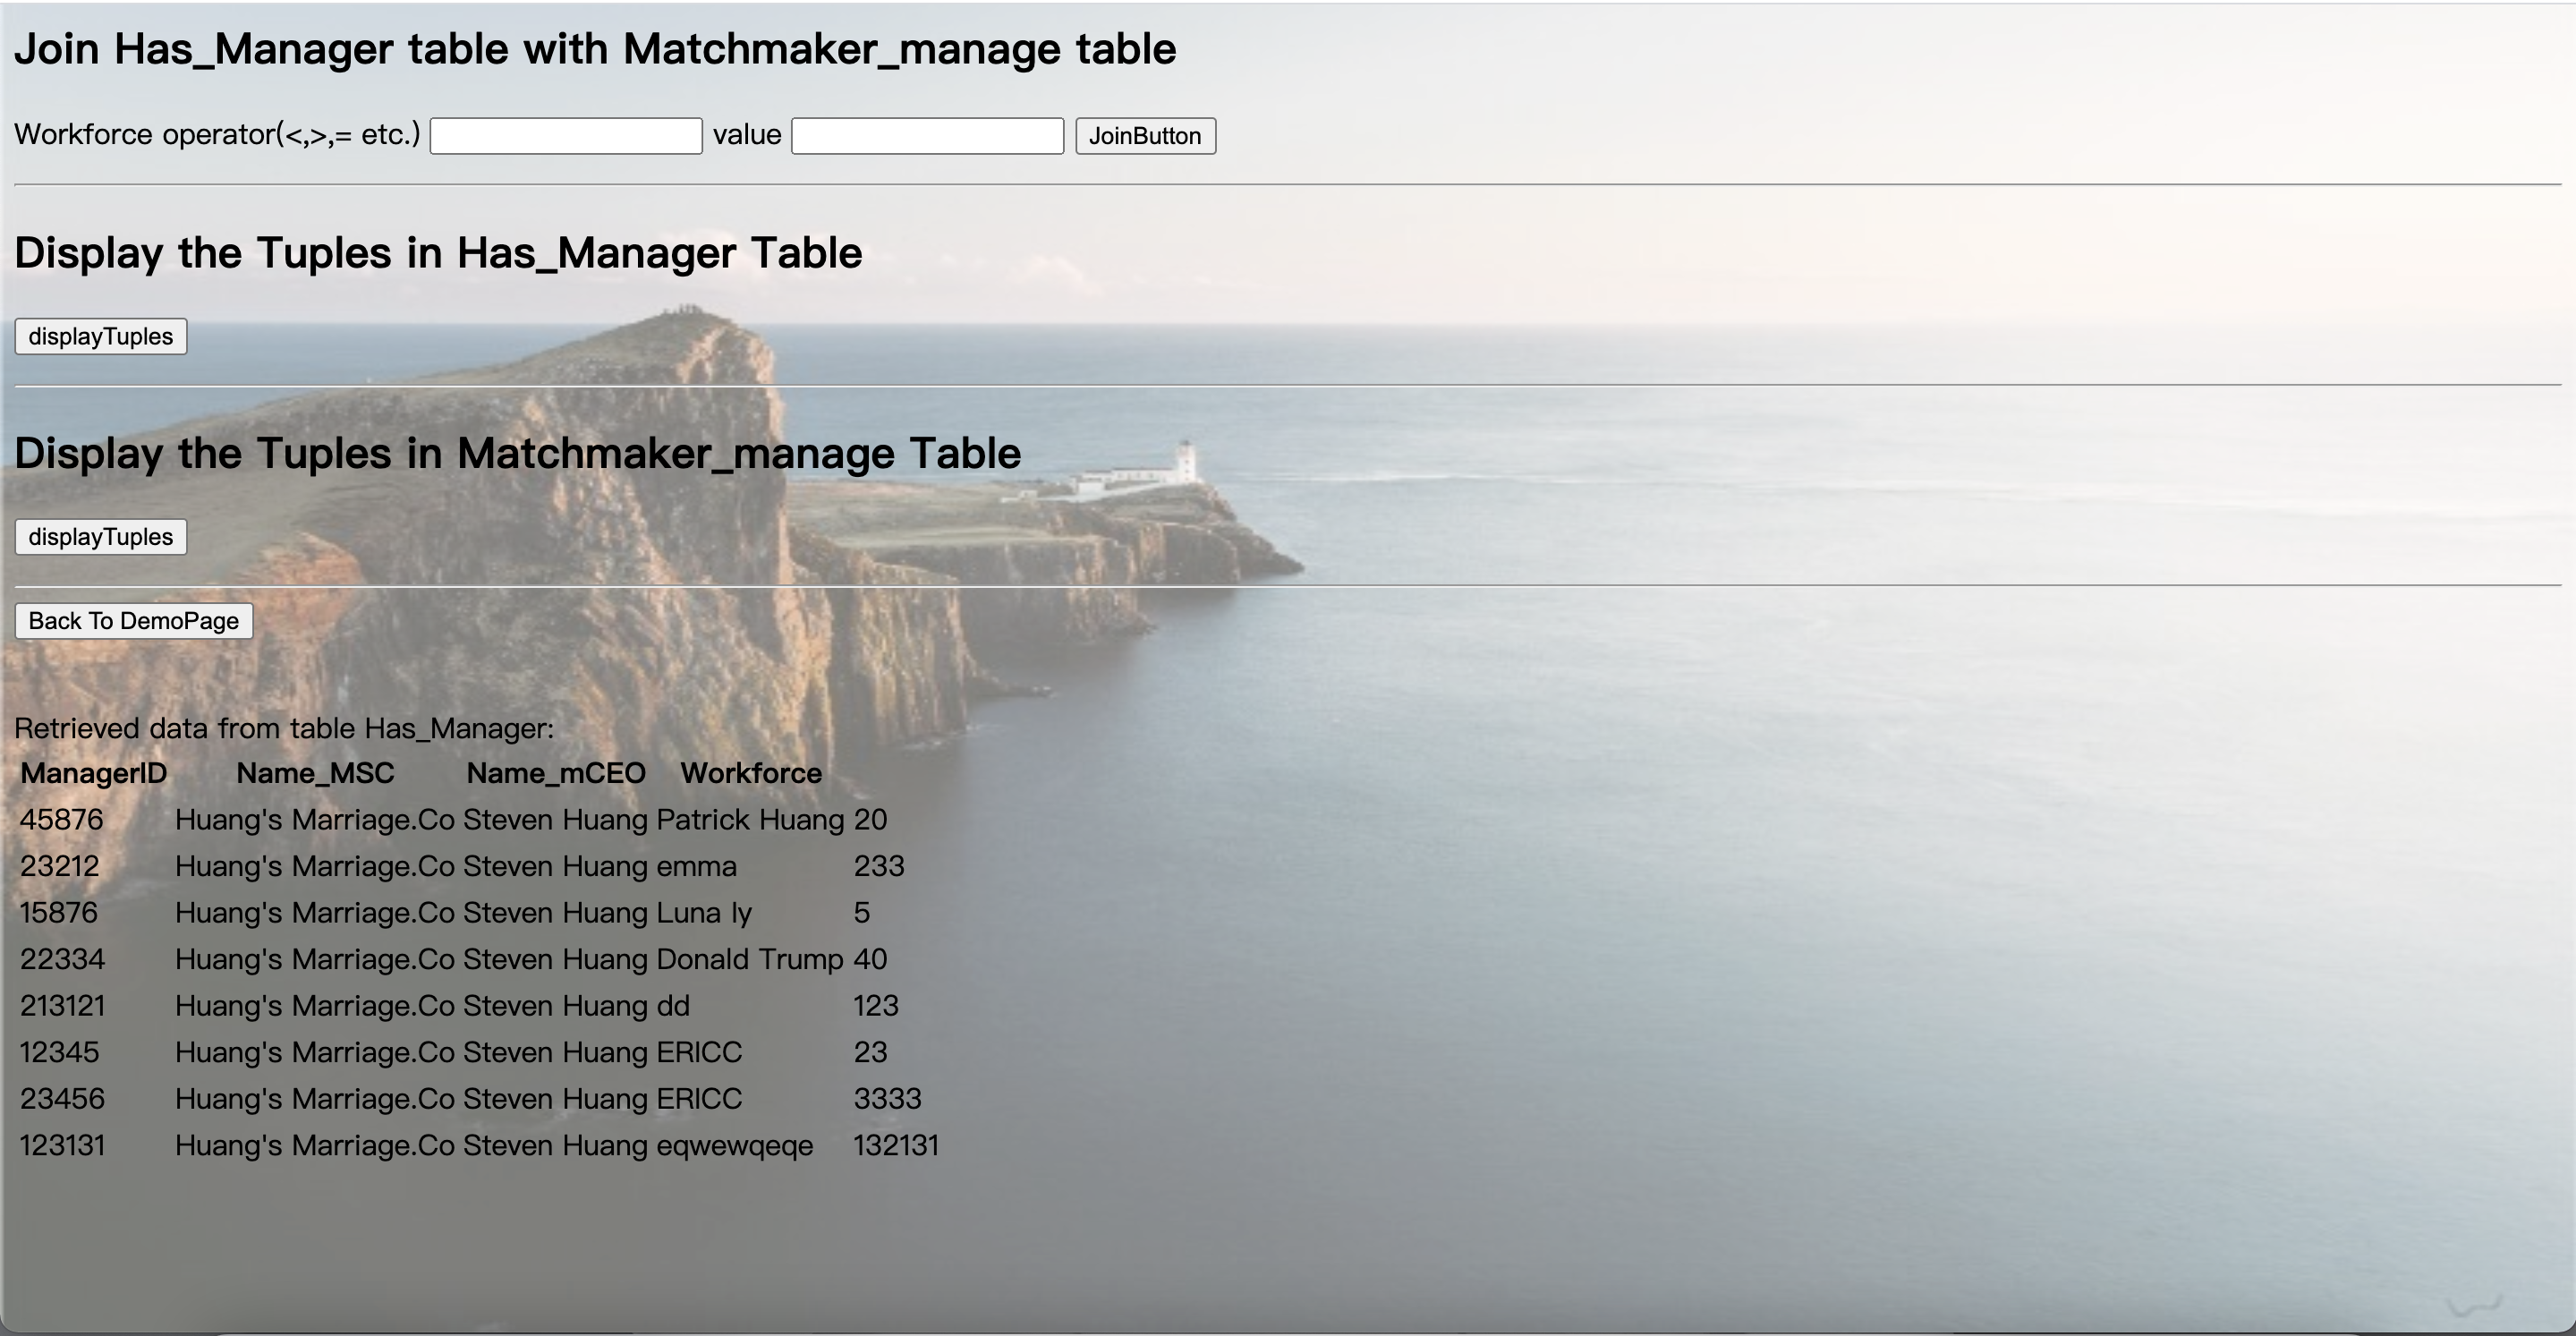 Join Has_Manager table with Matchmaker_manage table
Workforce operator(<,>,= etc.) value JoinButton
Display the Tuples in Has_Manager Table
displayTuples
Display the Tuples in Matchmaker_manage Table
displayTuples
Back To DemoPage
Retrieved data from table Has_Manager:
ManagerID Name_MSC Name_mCEO Workforce
45876 Huang's Marriage.Co Steven Huang Patrick Huang 20
23212 Huang's Marriage.Co Steven Huang emma 233
15876 Huang's Marriage.Co Steven Huang Luna ly 5
22334 Huang's Marriage.Co Steven Huang Donald Trump 40
213121 Huang's Marriage.Co Steven Huang dd 123
12345 Huang's Marriage.Co Steven Huang ERICC 23
23456 Huang's Marriage.Co Steven Huang ERICC 3333
123131 Huang's Marriage.Co Steven Huang eqwewqeqe 132131